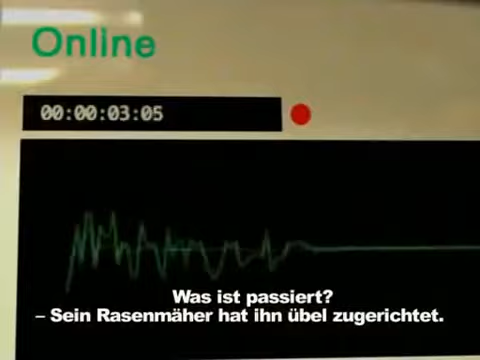 Online
00:00:03:05
Was ist passiert?
– Sein Rasenmäher hat ihn übel zugerichtet.